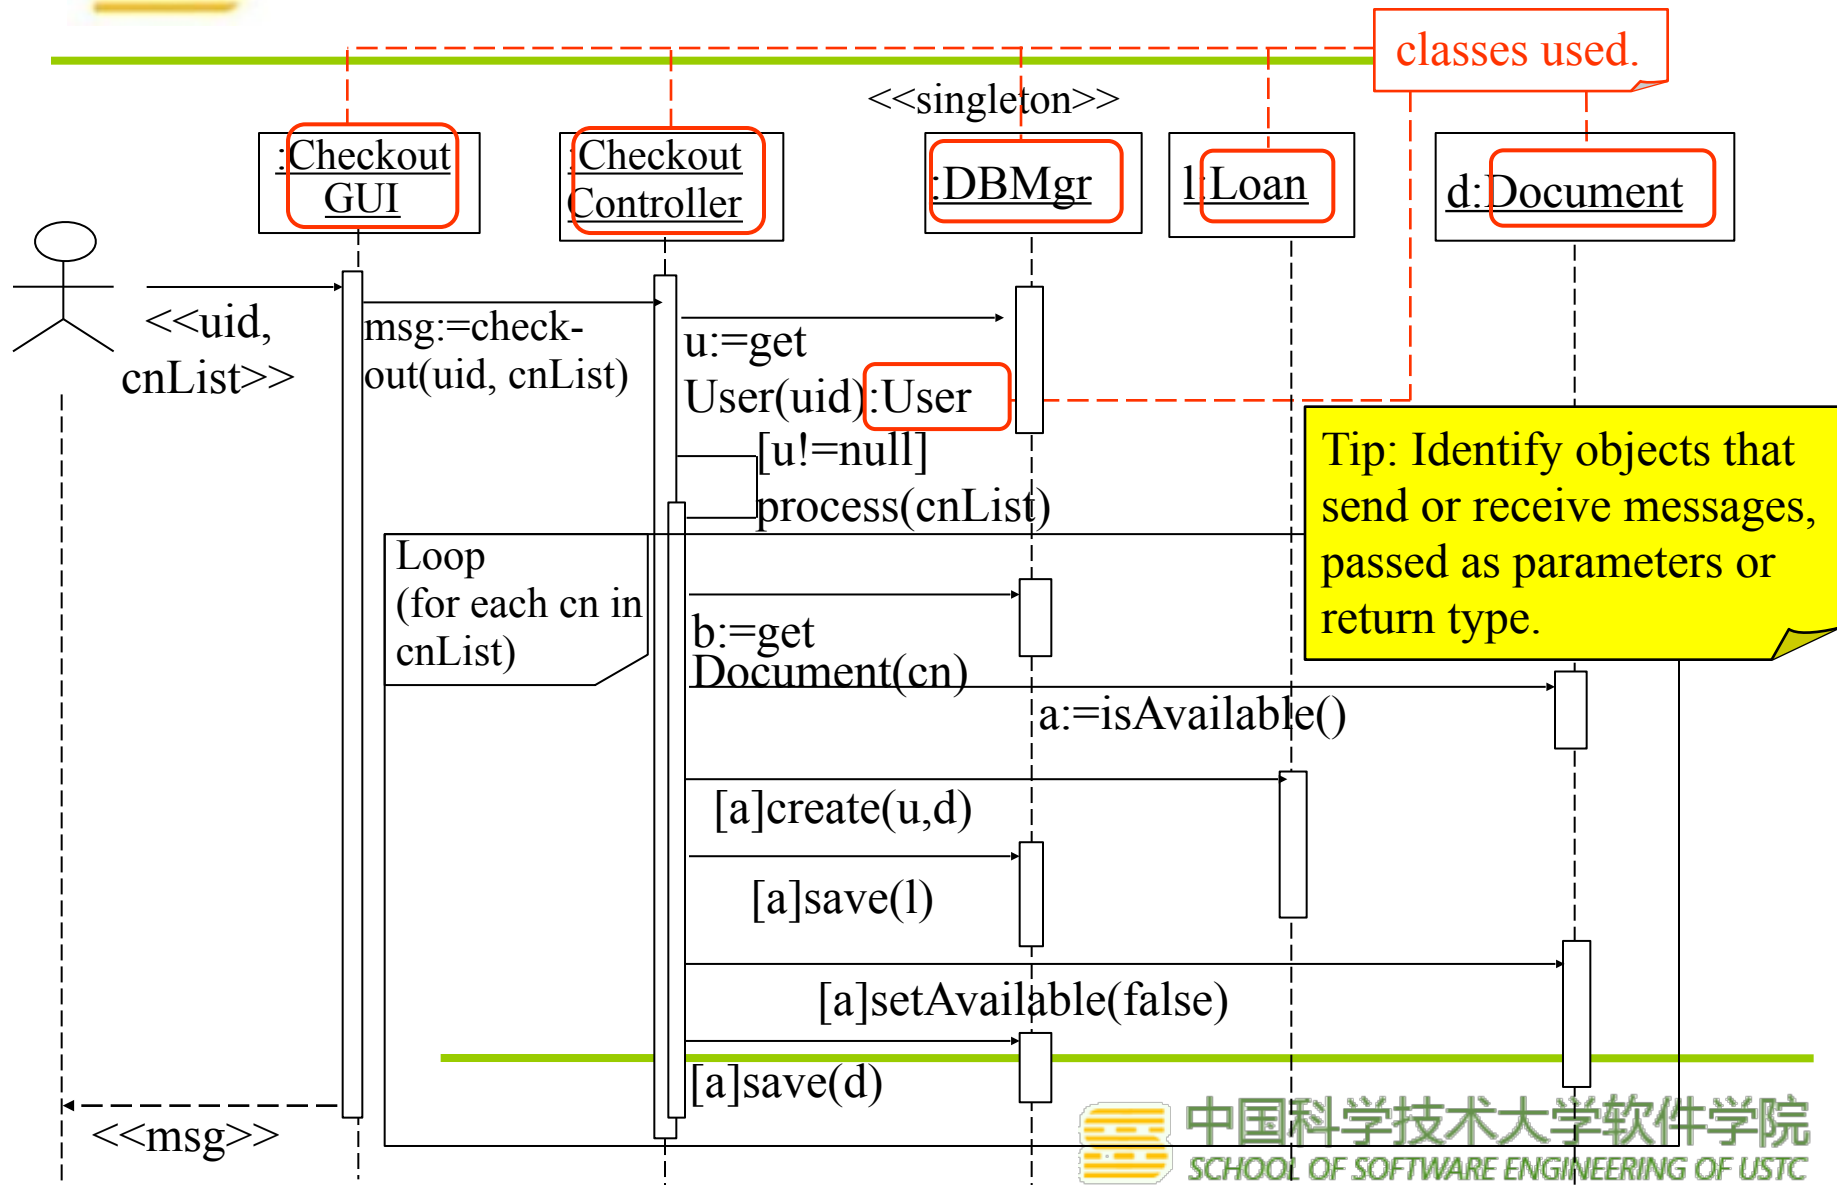 classes used.
<<singleton>>
:Checkout
GUI
:Checkout
Controller
:DBMgr
l:Loan
d:Document
<<uid,
cnList>>
msg:=check-
out(uid, cnList)
u:=get
User(uid):User
[u!=null]
process(cnList)
Tip: Identify objects that
send or receive messages,
passed as parameters or
return type.
Loop
(for each cn in
cnList)
b:=get
Document(cn)
a:=isAvailable()
[a]create(u,d)
[a]save(l)
[a]setAvailable(false)
[a]save(d)
<<msg>>
中国科学技术大学软件学院
SCHOOL OF SOFTWARE ENGINEERING OF USTC